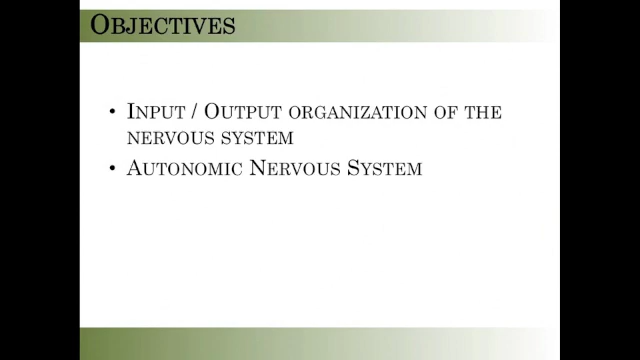 OBJECTIVES
• INPUT / OUTPUT ORGANIZATION OF THE
NERVOUS SYSTEM
• AUTONOMIC NERVOUS SYSTEM